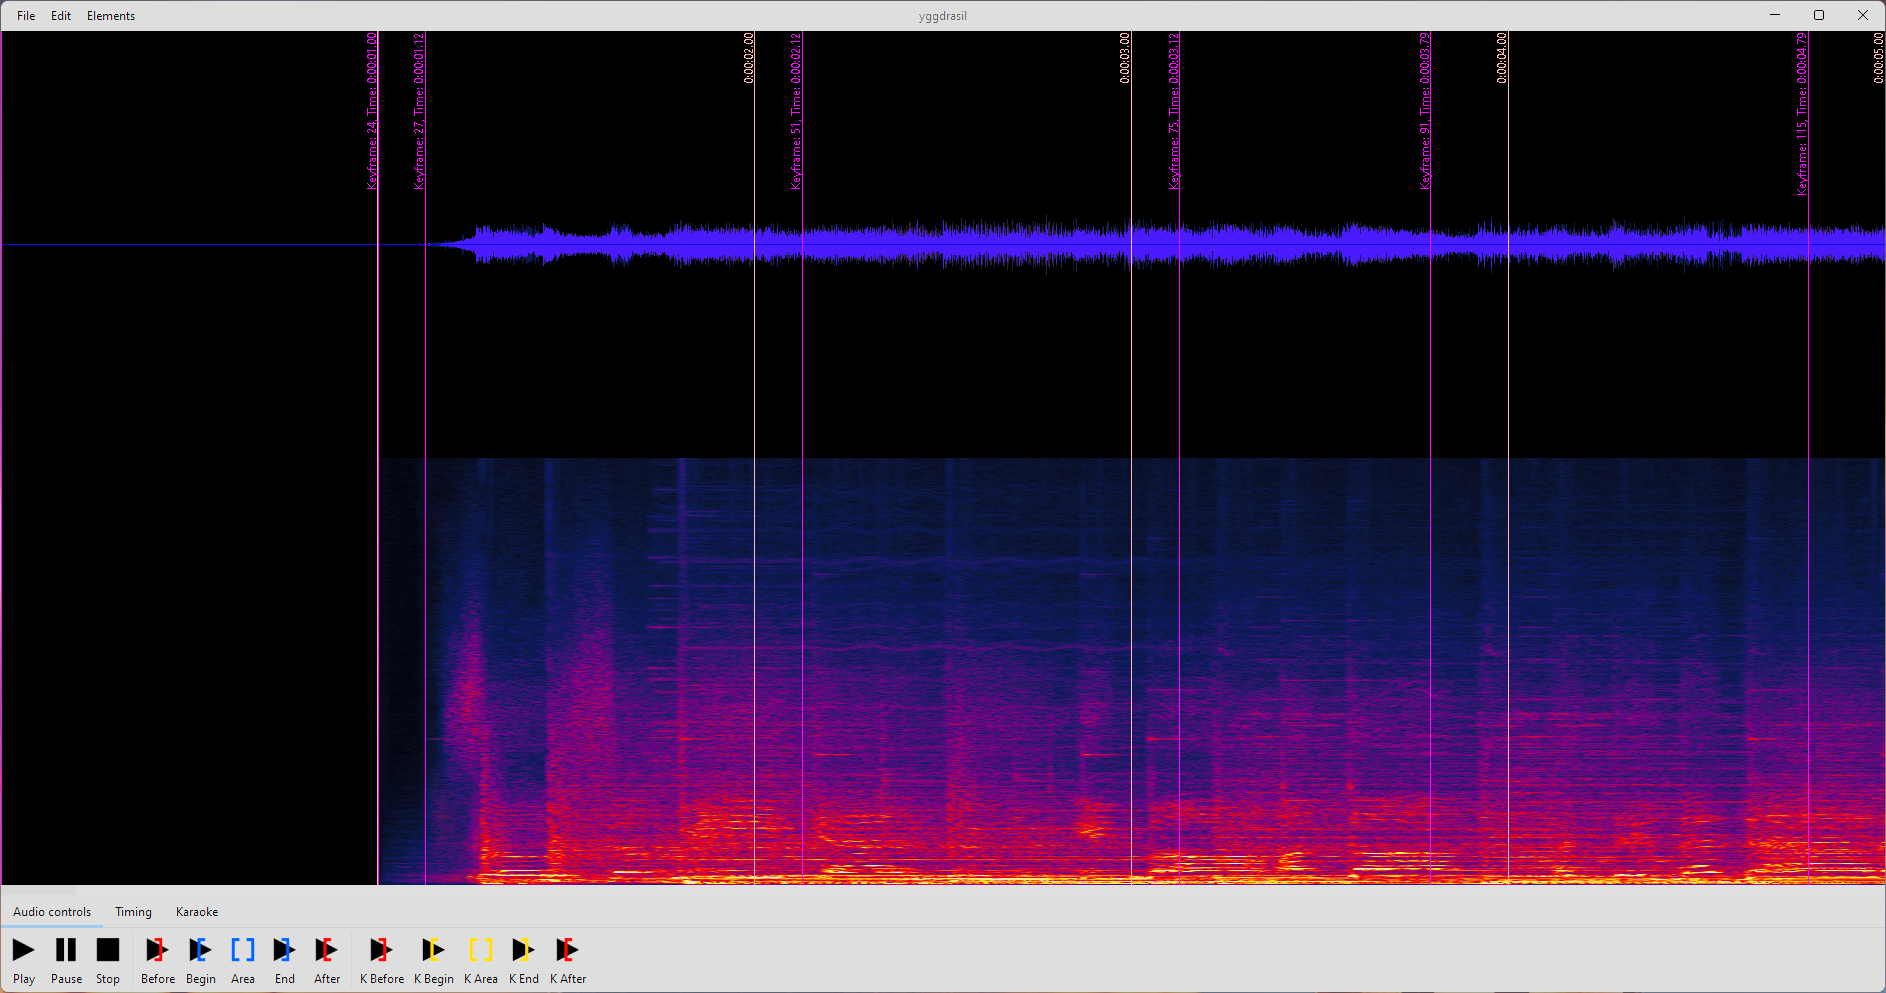 File Edit Elements
yggdrasil
Keyframe: 24, Time: 0:00:01.00
Keyframe: 27, Time: 0:00:01.12
0:00:02.00
Keyframe: 51, Time: 0:00:02.12
0:00:03.00
Keyframe: 75, Time: 0:00:03.12
Keyframe: 91, Time: 0:00:03.79
0:00:04.00
Keyframe: 115, Time: 0:00:04.79
0:00:05.00
Audio controls Timing Karaoke
Play Pause Stop Before Begin Area End After K Before K Begin K Area K End K After